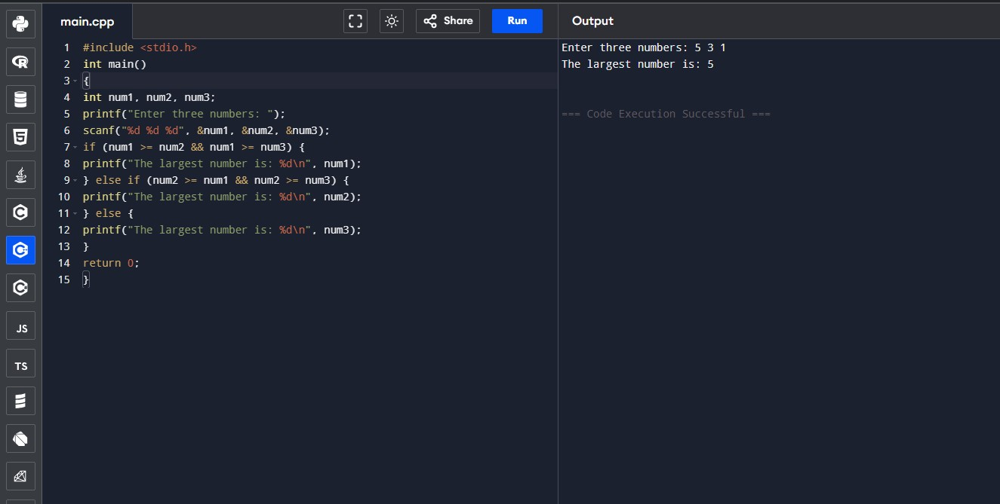 main.cpp
Share
Run
Output
1 #include <stdio.h>
2 int main()
3 {
4 int num1, num2, num3;
5 printf("Enter three numbers: ");
6 scanf("%d %d %d", &num1, &num2, &num3);
7 if (num1 >= num2 && num1 >= num3) {
8 printf("The largest number is: %d\n", num1);
9 } else if (num2 >= num1 && num2 >= num3) {
10 printf("The largest number is: %d\n", num2);
11 } else {
12 printf("The largest number is: %d\n", num3);
13 }
14 return 0;
15 }
Enter three numbers: 5 3 1
The largest number is: 5
=== Code Execution Successful ===
R
5
C
C
C
JS
TS